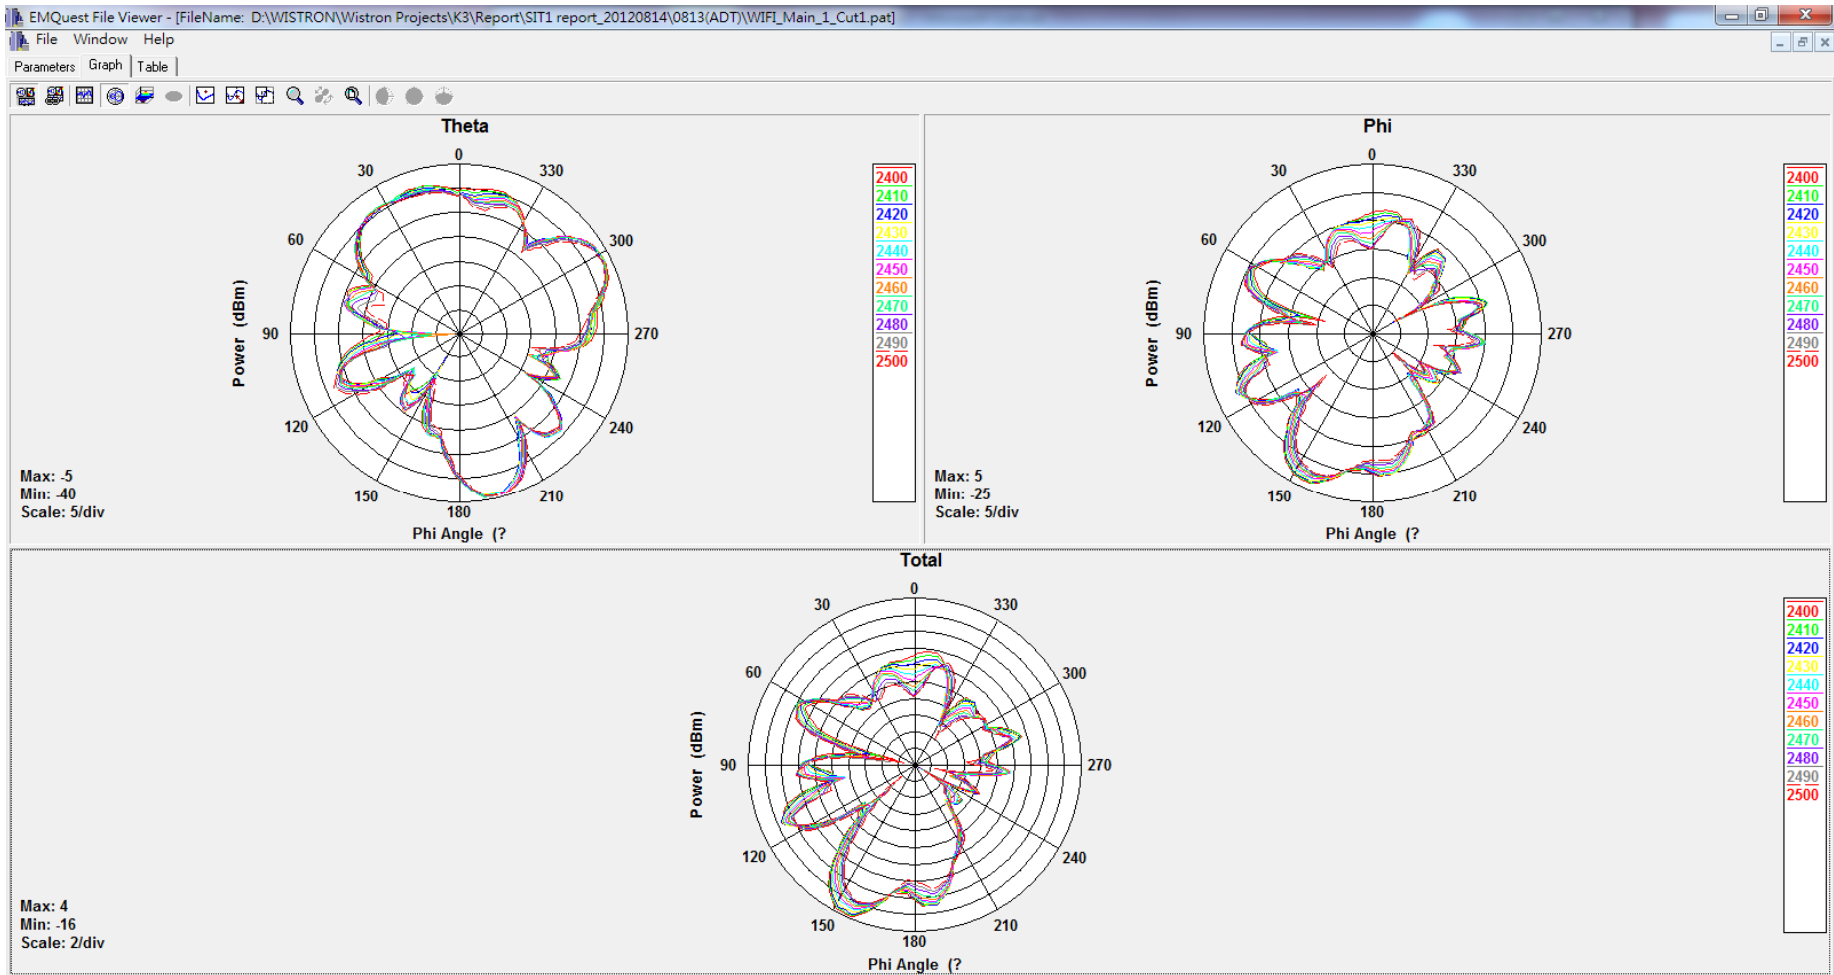 EMQuest File Viewer - [FileName: D:\WISTRON\Wistron Projects\K3\Report\SIT1 report_20120814\0813(ADT)\WIFI_Main_1_Cut1.pat]
File Window Help
Parameters Graph Table
Theta
0
30 330
60 300
90 270
120 240
150 210
180
Power (dBm)
Phi Angle (?
Max: -5
Min: -40
Scale: 5/div
2400
2410
2420
2430
2440
2450
2460
2470
2480
2490
2500
Phi
0
30 330
60 300
90 270
120 240
150 210
180
Power (dBm)
Phi Angle (?
Max: 5
Min: -25
Scale: 5/div
2400
2410
2420
2430
2440
2450
2460
2470
2480
2490
2500
Total
0
30 330
60 300
90 270
120 240
150 210
180
Power (dBm)
Phi Angle (?
Max: 4
Min: -16
Scale: 2/div
2400
2410
2420
2430
2440
2450
2460
2470
2480
2490
2500